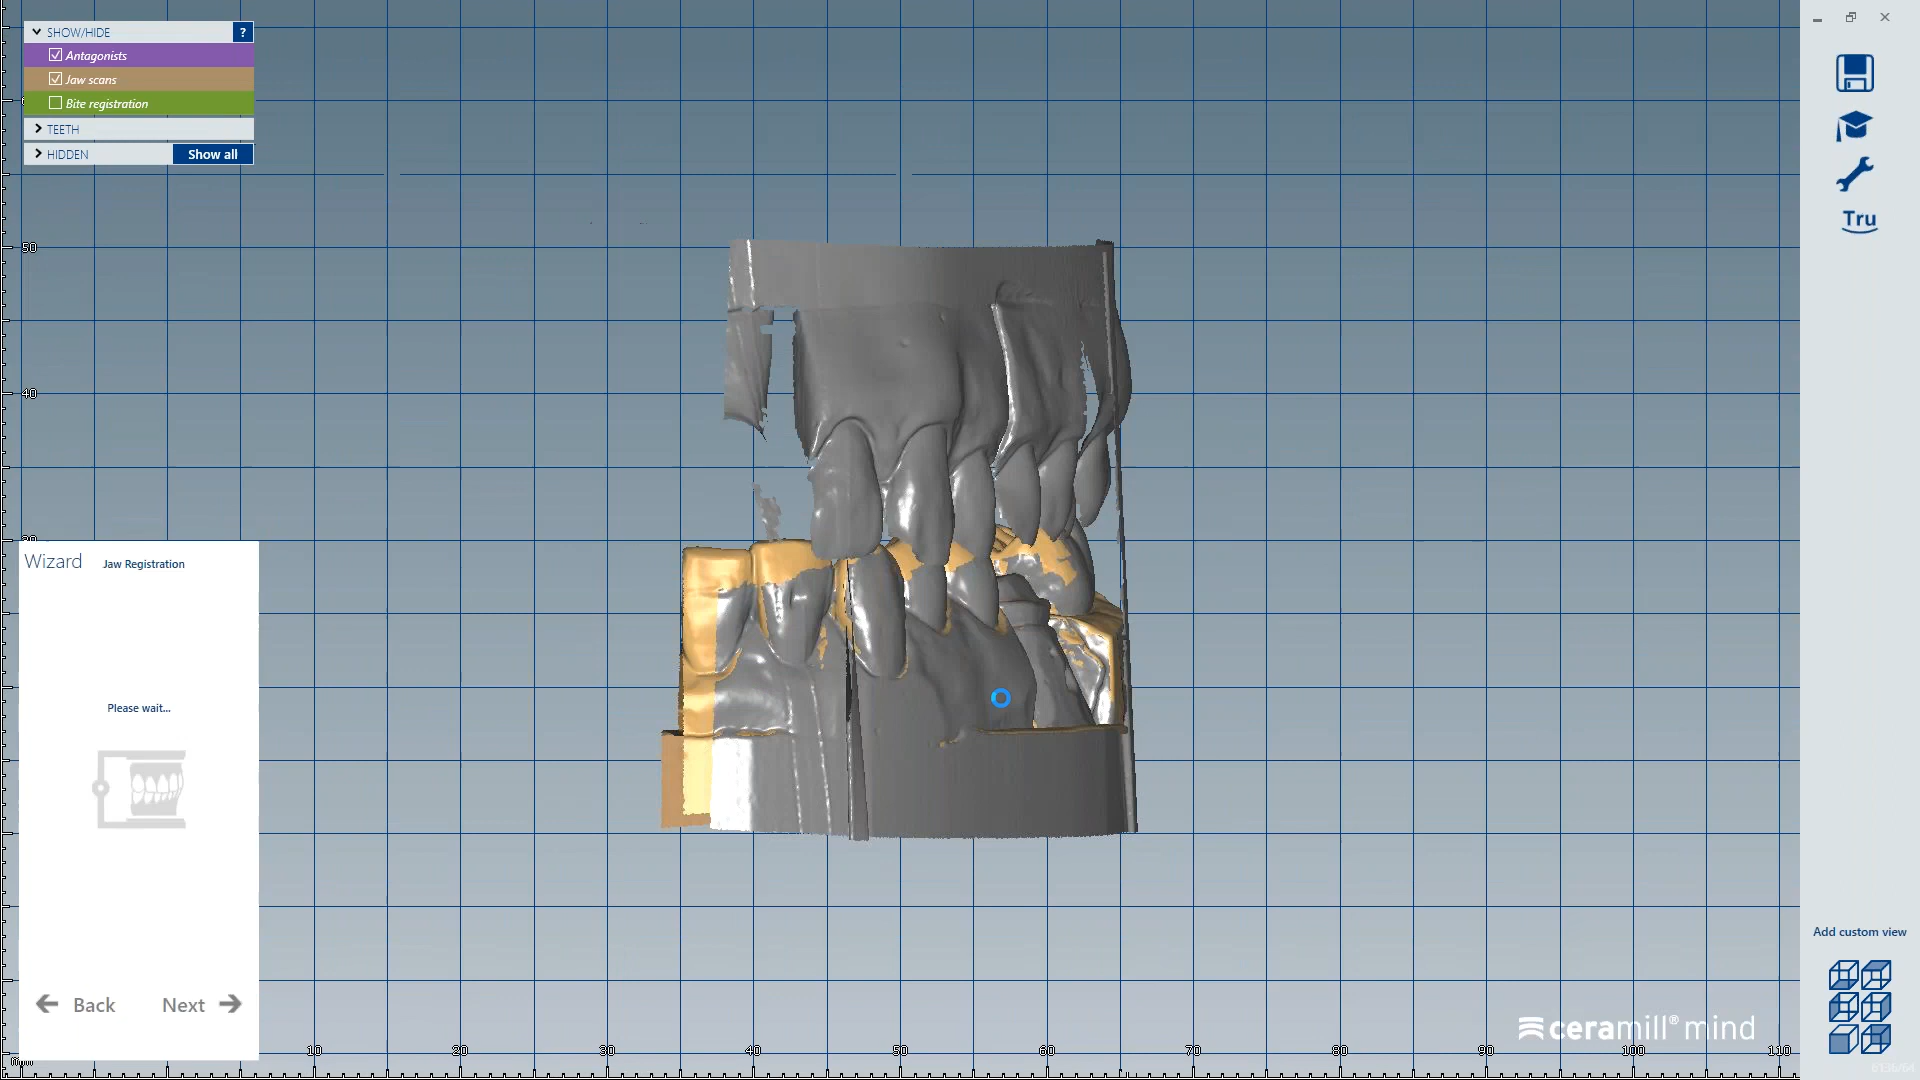 SHOW/HIDE ?
Antagonists
Jaw scans
Bite registration
TEETH
HIDDEN Show all
Tru
50
40
Wizard Jaw Registration
Please wait...
Back Next
Add custom view
ceramill® mind
10 20 30 40 50 60 70 80 90 100 110